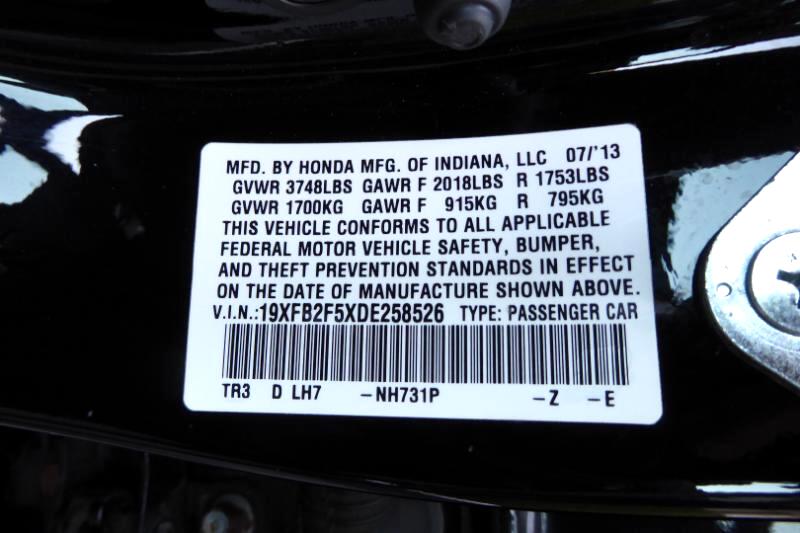 MFD. BY HONDA MFG. OF INDIANA, LLC 07/'13
GVWR 3748LBS GAWR F 2018LBS R 1753LBS
GVWR 1700KG GAWR F 915KG R 795KG
THIS VEHICLE CONFORMS TO ALL APPLICABLE
FEDERAL MOTOR VEHICLE SAFETY, BUMPER,
AND THEFT PREVENTION STANDARDS IN EFFECT
ON THE DATE OF MANUFACTURE SHOWN ABOVE.
V.I.N.:19XFB2F5XDE258526 TYPE: PASSENGER CAR
TR3 D LH7 -NH731P -Z -E